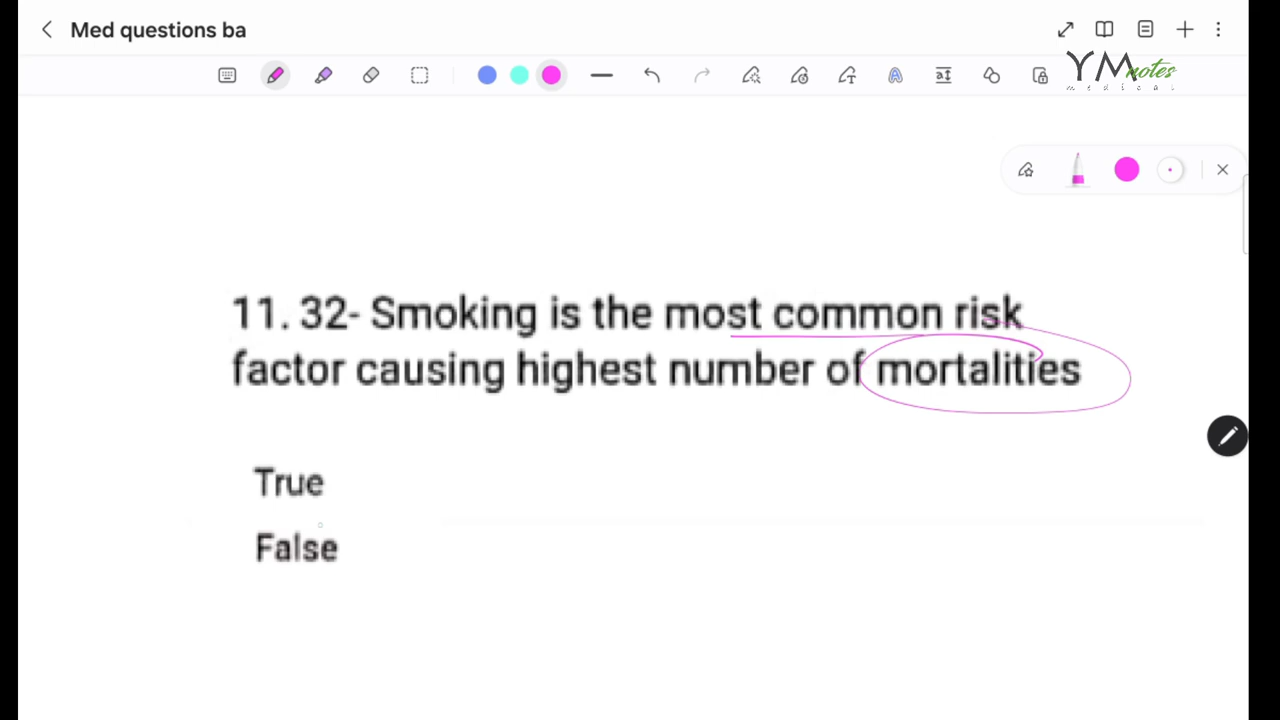 Med questions ba
YM notes
medical
11. 32- Smoking is the most common risk
factor causing highest number of mortalities
True
False